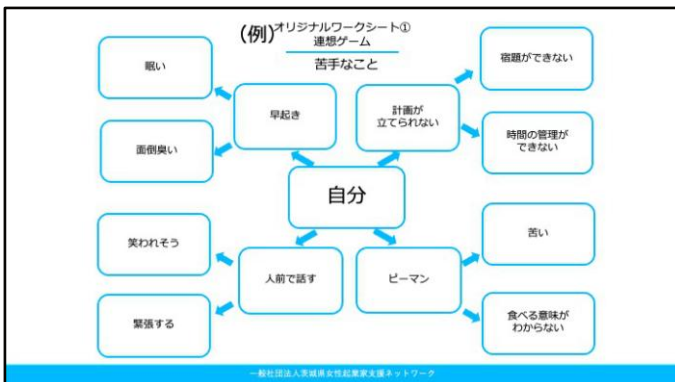 (例)
オリジナルワークシート①
連想ゲーム
苦手なこと
眠い
面倒臭い
早起き
計画が
立てられない
宿題ができない
時間の管理が
できない
自分
笑われそう
緊張する
人前で話す
ピーマン
苦い
食べる意味が
わからない
一般社団法人茨城県女性起業家支援ネットワーク